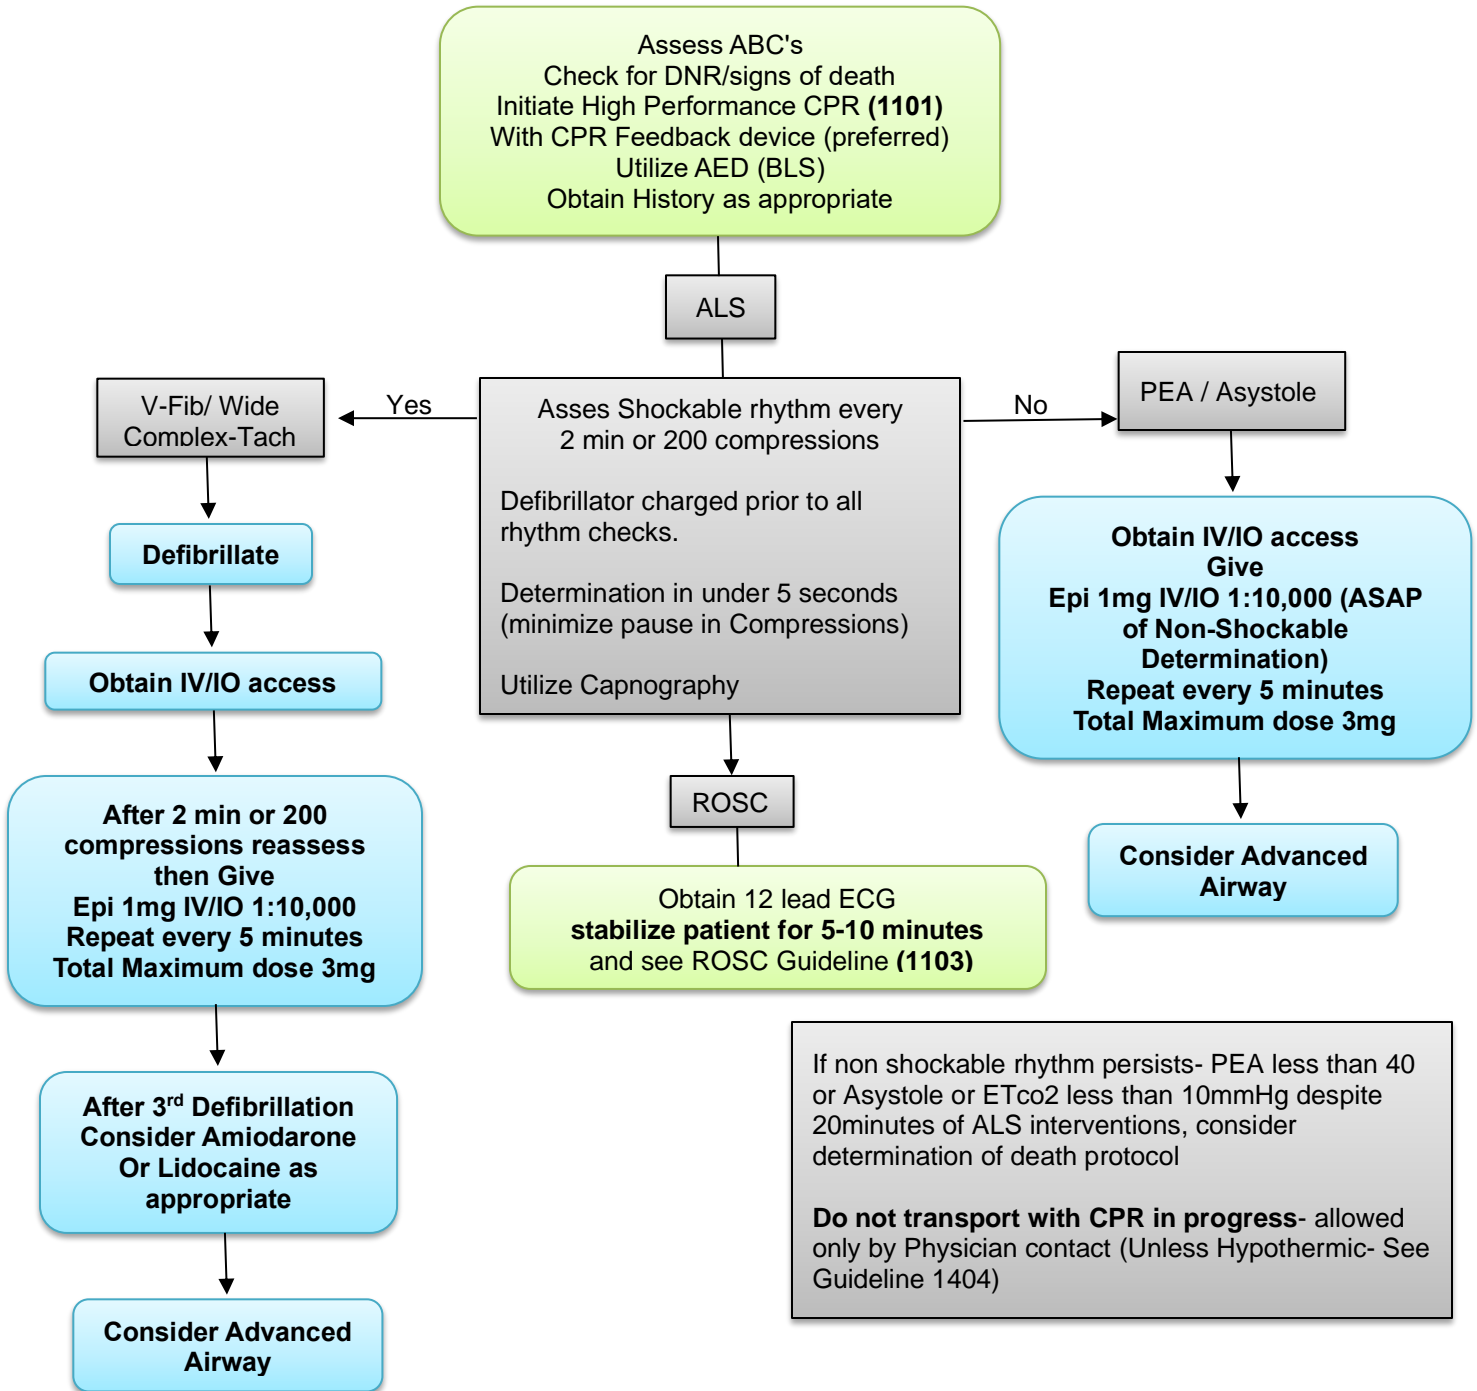 Assess ABC's
Check for DNR/signs of death
Initiate High Performance CPR (1101)
With CPR Feedback device (preferred)
Utilize AED (BLS)
Obtain History as appropriate
ALS
V-Fib/ Wide
Complex-Tach
Yes
Asses Shockable rhythm every
2 min or 200 compressions
Defibrillator charged prior to all
rhythm checks.
Determination in under 5 seconds
(minimize pause in Compressions)
Utilize Capnography
No
PEA / Asystole
Defibrillate
Obtain IV/IO access
After 2 min or 200
compressions reassess
then Give
Epi 1mg IV/IO 1:10,000
Repeat every 5 minutes
Total Maximum dose 3mg
After 3rd Defibrillation
Consider Amiodarone
Or Lidocaine as
appropriate
Consider Advanced
Airway
ROSC
Obtain 12 lead ECG
stabilize patient for 5-10 minutes
and see ROSC Guideline (1103)
Obtain IV/IO access
Give
Epi 1mg IV/IO 1:10,000 (ASAP
of Non-Shockable
Determination)
Repeat every 5 minutes
Total Maximum dose 3mg
Consider Advanced
Airway
If non shockable rhythm persists- PEA less than 40
or Asystole or ETco2 less than 10mmHg despite
20minutes of ALS interventions, consider
determination of death protocol
Do not transport with CPR in progress- allowed
only by Physician contact (Unless Hypothermic- See
Guideline 1404)